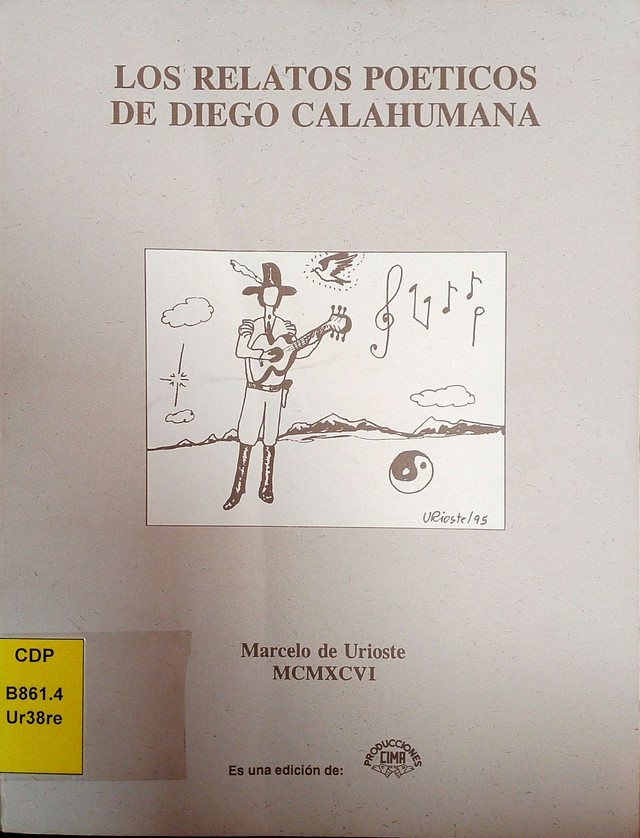 LOS RELATOS POETICOS
DE DIEGO CALAHUMANA
URioste/95
Marcelo de Urioste
MCMXCVI
CDP
B861.4
Ur38re
Es una edición de:
PRODUCCIONES
CIMA